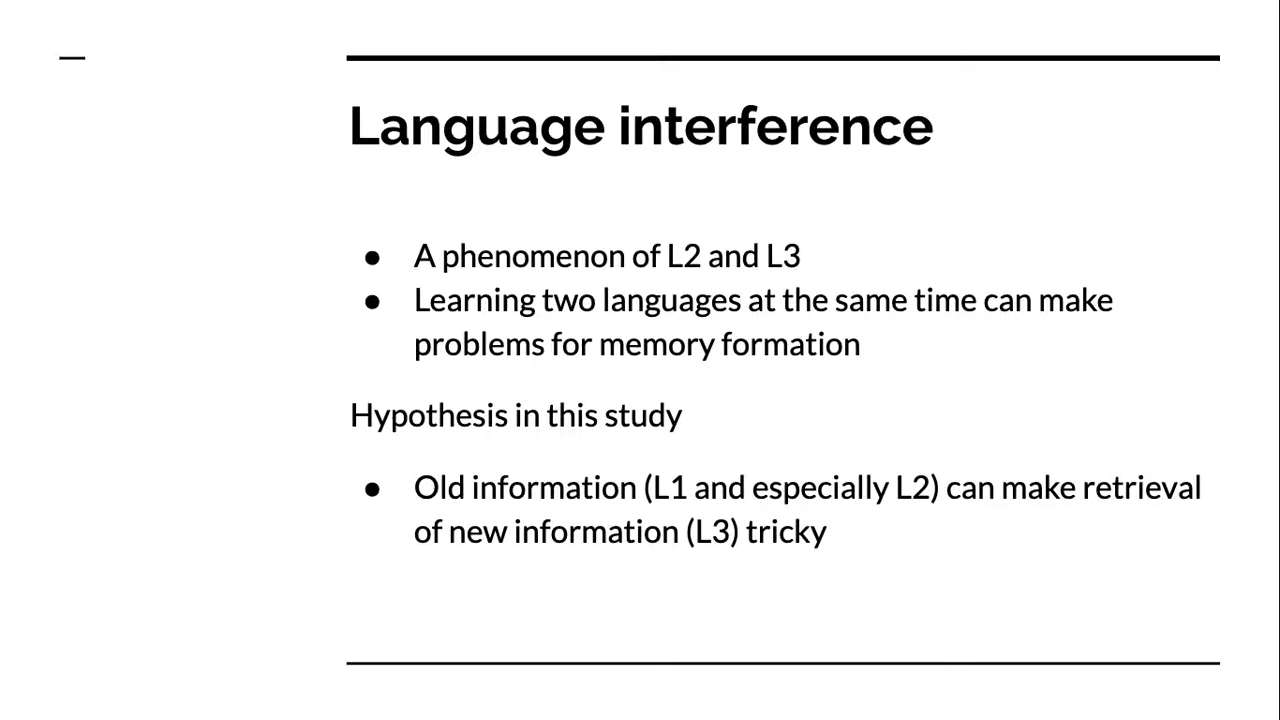 Language interference
● A phenomenon of L2 and L3
● Learning two languages at the same time can make
problems for memory formation
Hypothesis in this study
● Old information (L1 and especially L2) can make retrieval
of new information (L3) tricky